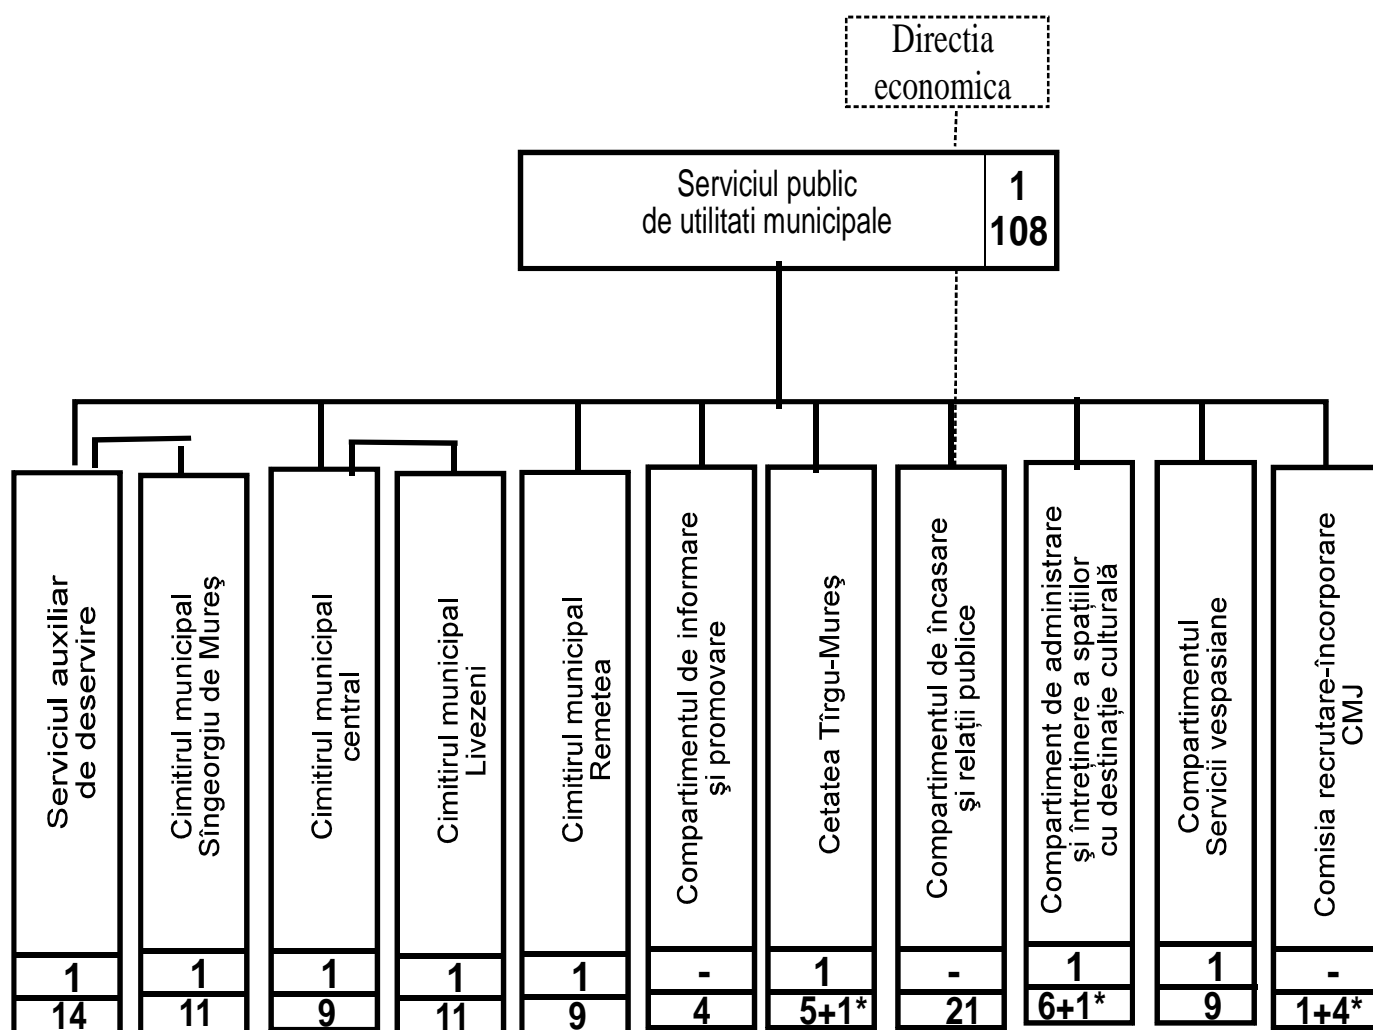 Directia
economica
Serviciul public
de utilitati municipale
1
108
Serviciul auxiliar
de deservire
1
14
Cimitirul municipal
Sîngeorgiu de Mureş
1
11
Cimitirul municipal
central
1
9
Cimitirul municipal
Livezeni
1
11
Cimitirul municipal
Remetea
1
9
Compartimentul de informare
şi promovare
-
4
Cetatea Tîrgu-Mureş
1
5+1*
Compartimentul de încasare
şi relaţii publice
-
21
Compartiment de administrare
şi întreţinere a spaţiilor
cu destinaţie culturală
1
6+1*
Compartimentul
Servicii vespasiane
1
9
Comisia recrutare-încorporare
CMJ
-
1+4*